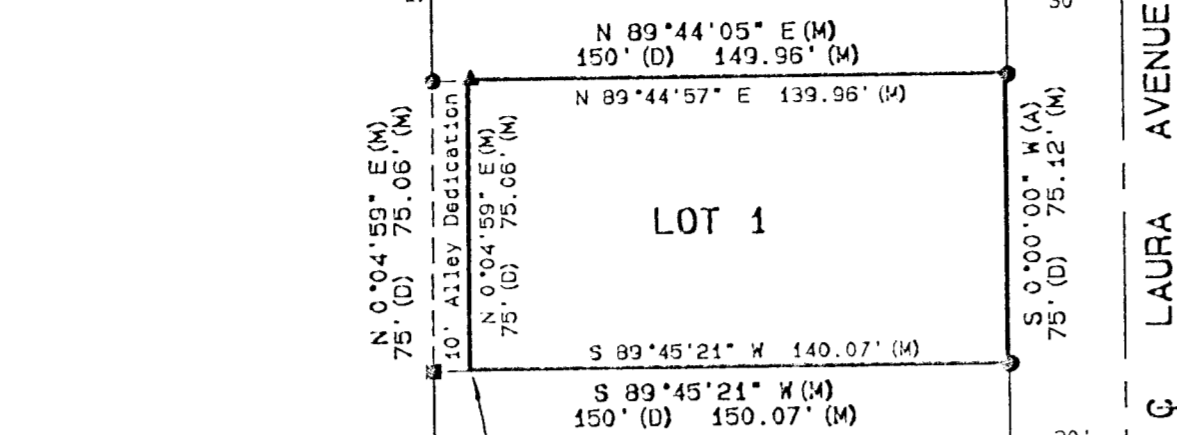 N 89°44'05" E(M)
150'(D) 149.96'(M)
N 89°44'57" E 139.96'(M)
N 0°04'59" E(M)
75'(D) 75.06'(M)
10' Alley Dedication
N 0°04'59" E(M)
75'(D) 75.06'(M)
LOT 1
S 0°00'00" W(A)
75'(D) 75.12'(M)
℄ LAURA AVENUE
S 89°45'21" W 140.07'(M)
S 89°45'21" W(M)
150'(D) 150.07'(M)